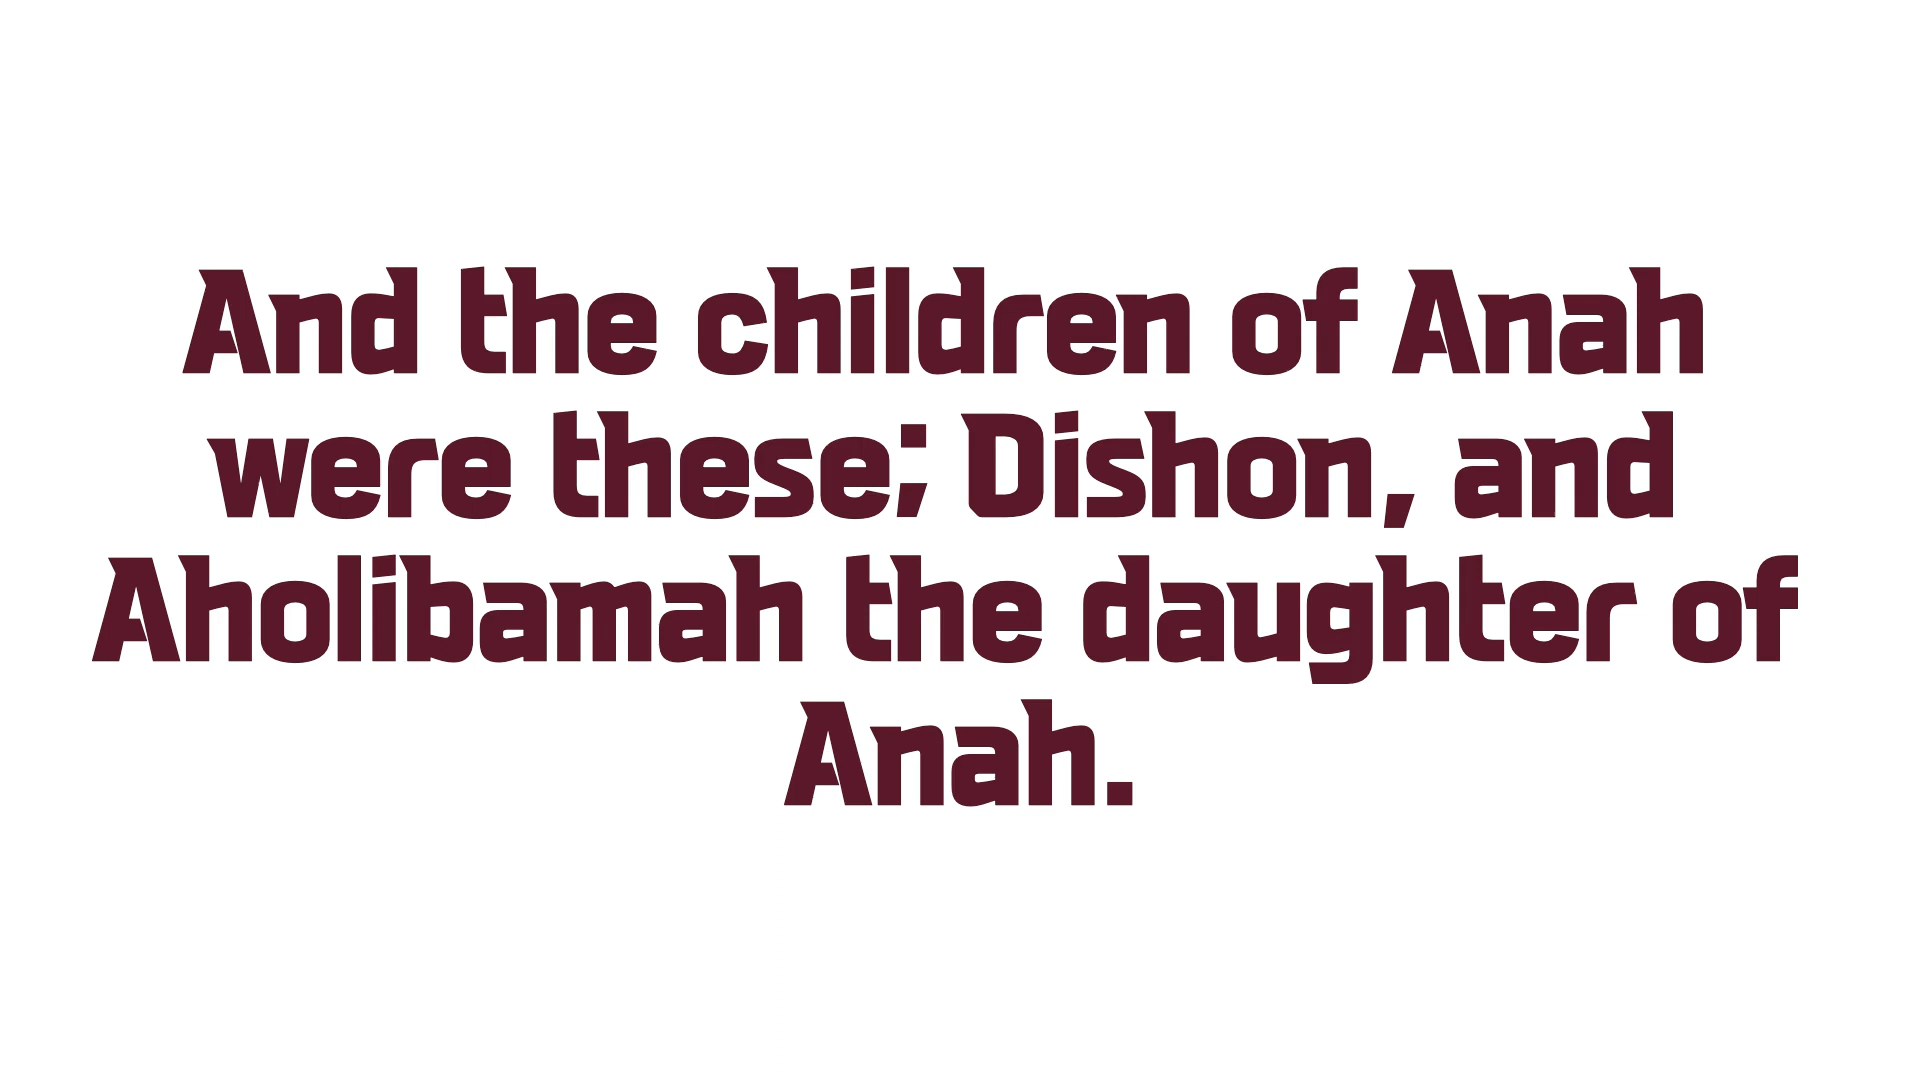 And the children of Anah
were these; Dishon, and
Aholibamah the daughter of
Anah.